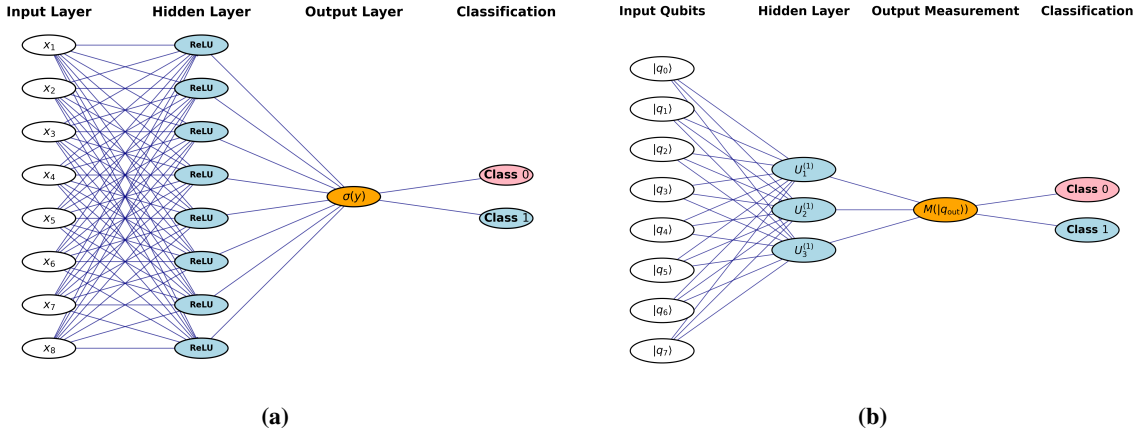 Input Layer
Hidden Layer
Output Layer
Classification
x₁
x₂
x₃
x₄
x₅
x₆
x₇
x₈
ReLU
ReLU
ReLU
ReLU
ReLU
ReLU
ReLU
ReLU
σ(y)
Class 0
Class 1
(a)
Input Qubits
Hidden Layer
Output Measurement
Classification
|q₀⟩
|q₁⟩
|q₂⟩
|q₃⟩
|q₄⟩
|q₅⟩
|q₆⟩
|q₇⟩
U₁⁽¹⁾
U₂⁽¹⁾
U₃⁽¹⁾
M(|q_out⟩)
Class 0
Class 1
(b)